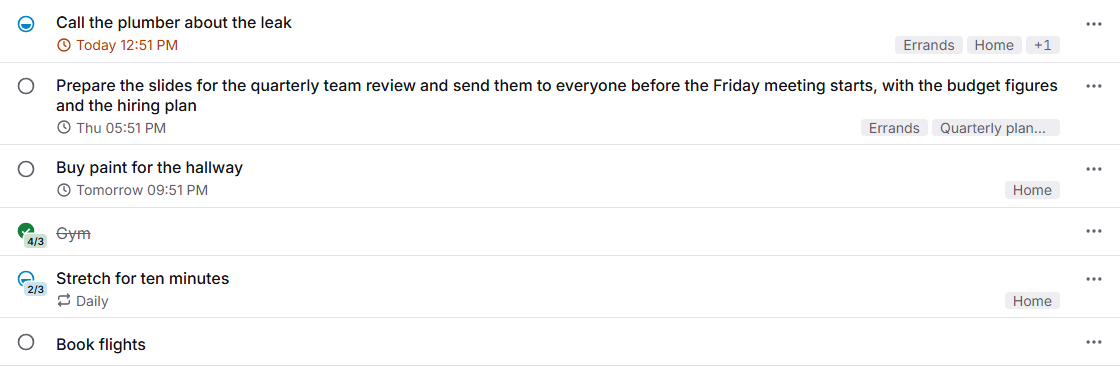 Call the plumber about the leak
Today 12:51 PM
Errands Home +1
Prepare the slides for the quarterly team review and send them to everyone before the Friday meeting starts, with the budget figures
and the hiring plan
Thu 05:51 PM
Errands Quarterly plan...
Buy paint for the hallway
Tomorrow 09:51 PM
Home
4/3
Gym
2/3
Stretch for ten minutes
Daily
Home
Book flights